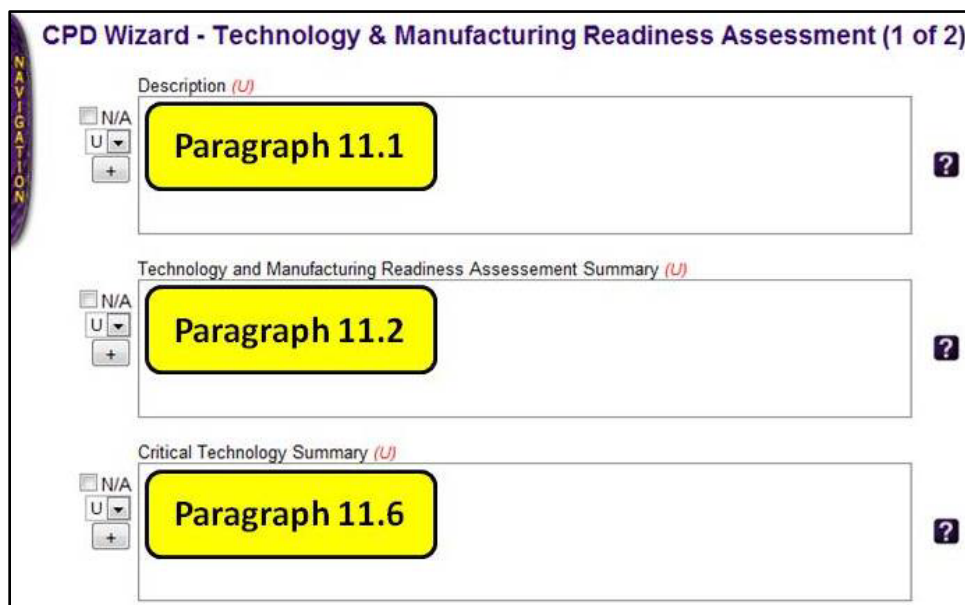 CPD Wizard - Technology & Manufacturing Readiness Assessment (1 of 2)
NAVIGATION
Description (U)
N/A
U
+
Paragraph 11.1
?
Technology and Manufacturing Readiness Assessement Summary (U)
N/A
U
+
Paragraph 11.2
?
Critical Technology Summary (U)
N/A
U
+
Paragraph 11.6
?